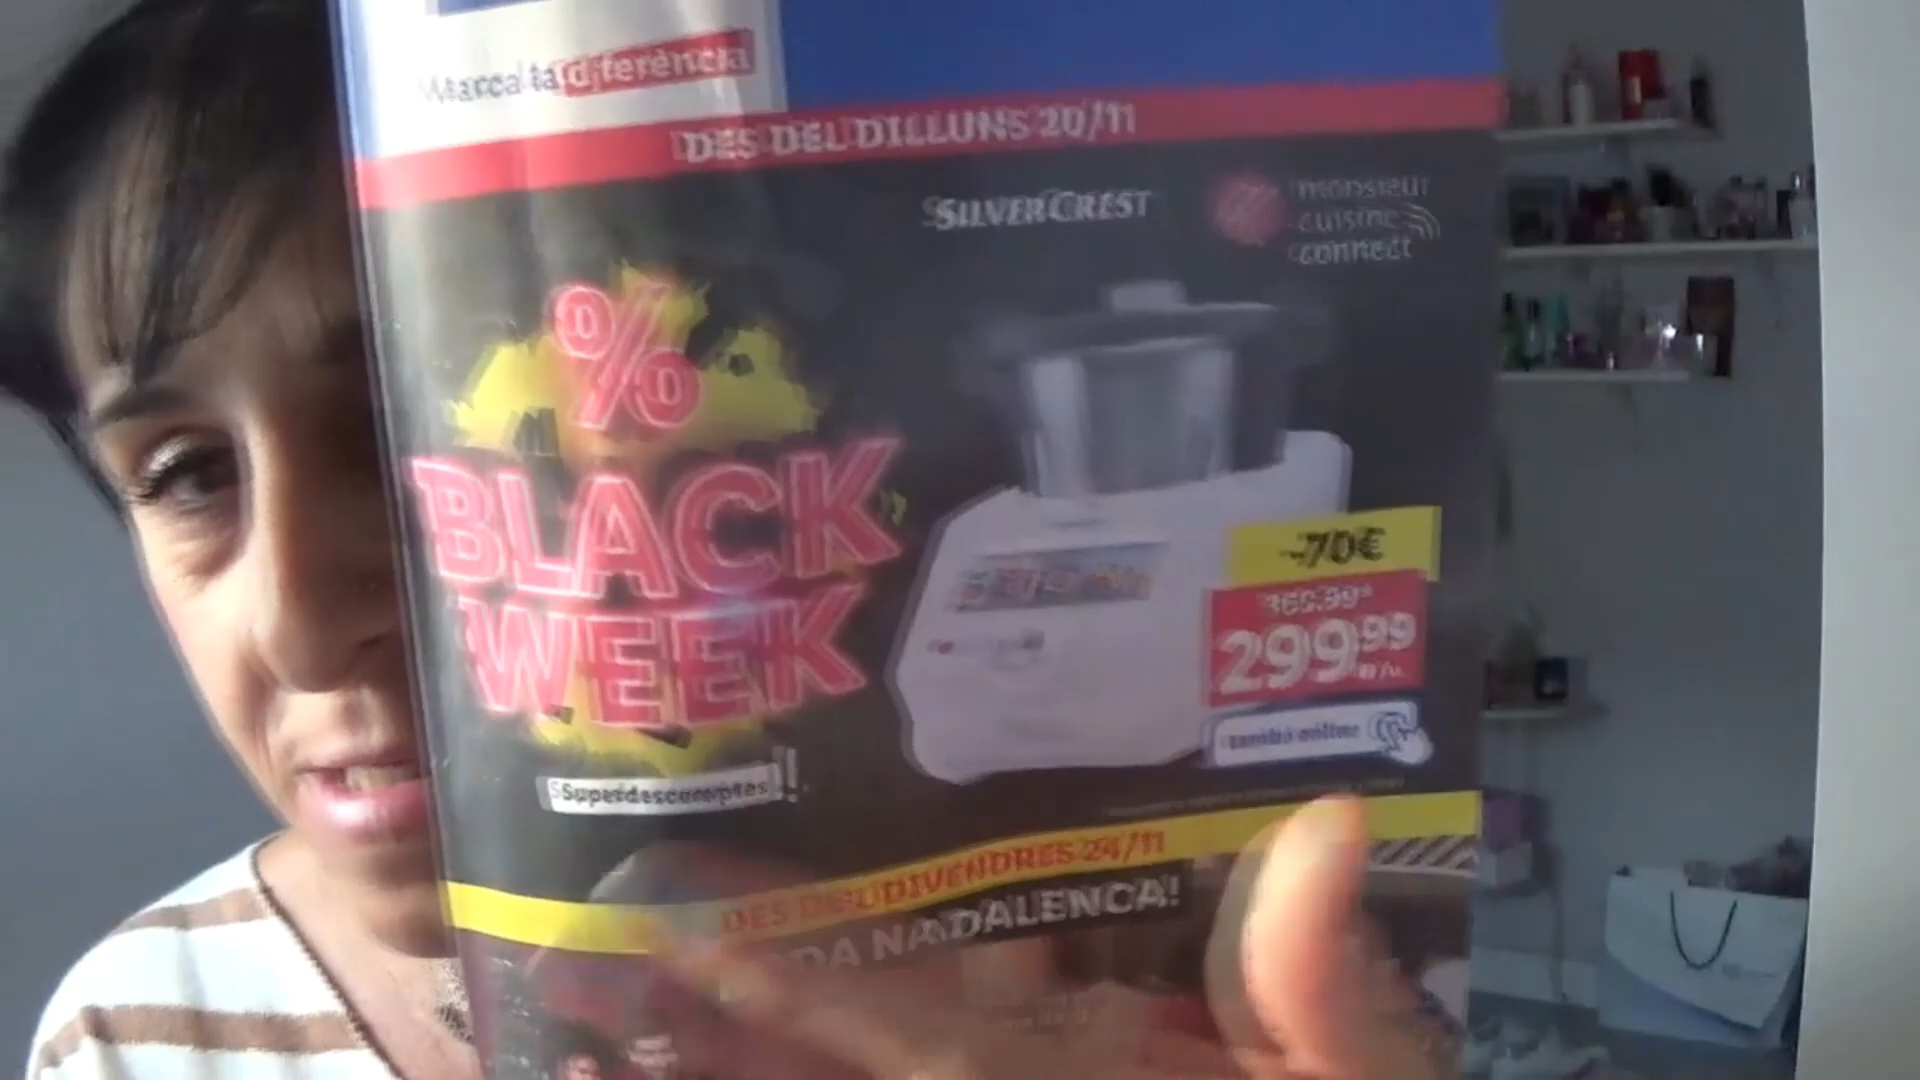 Marca la diferència
DES DEL DILLUNS 20/11
SILVERCREST
monsieur
cuisine
connect
%
BLACK
WEEK
Superdescomptes!!
-70€
369.99*
299.99
€/u.
també online
DES DEL DIVENDRES 24/11
NADALENCA!